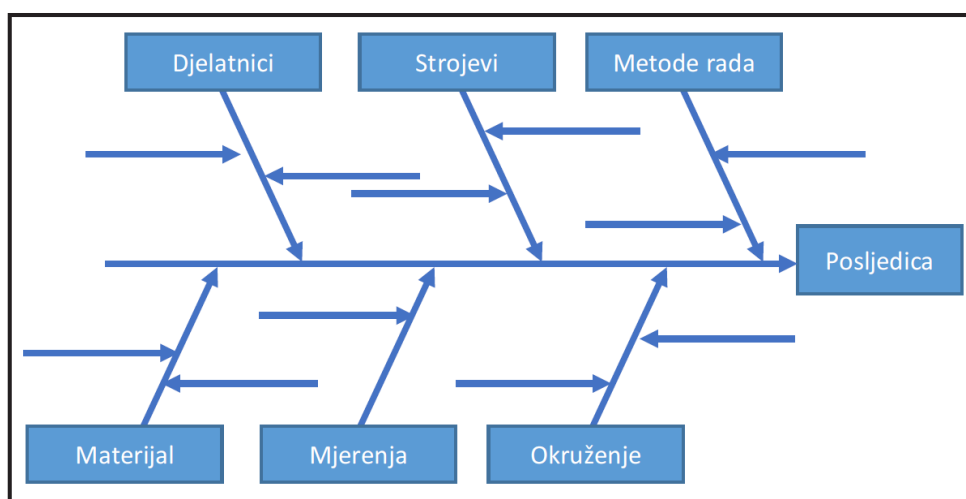 Djelatnici
Strojevi
Metode rada
Posljedica
Materijal
Mjerenja
Okruženje